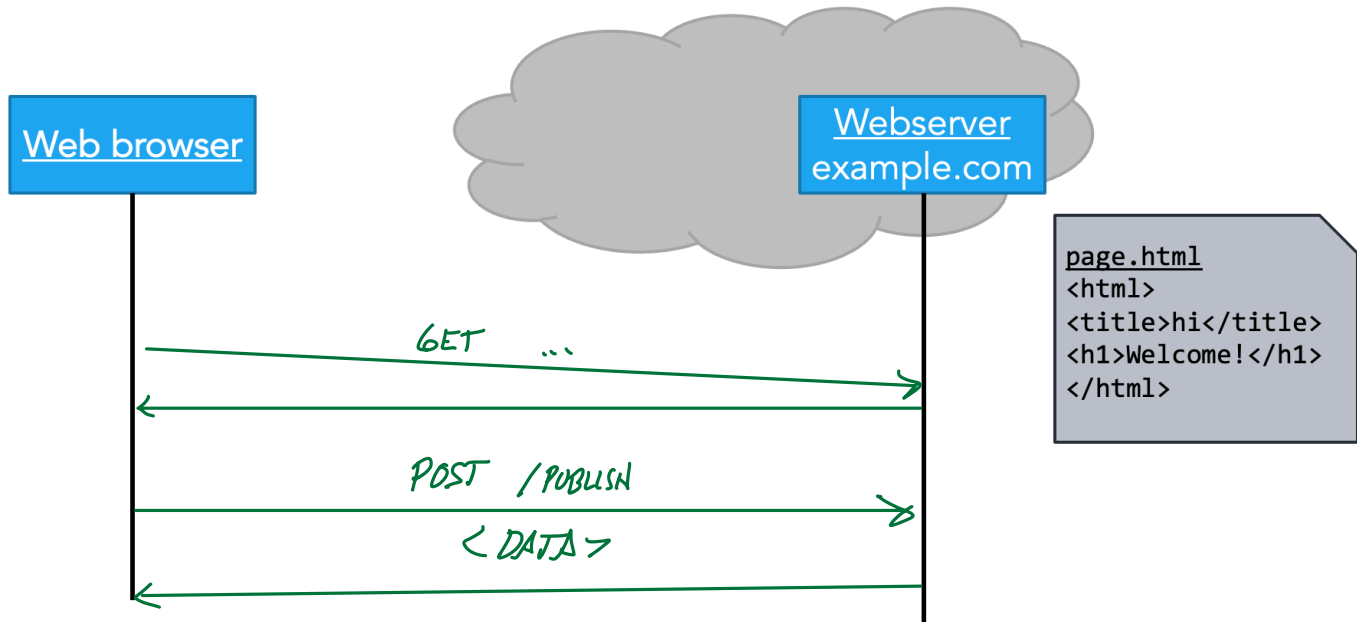 Web browser
Webserver
example.com
page.html
<html>
<title>hi</title>
<h1>Welcome!</h1>
</html>
GET ...
POST /PUBLISH
<DATA>